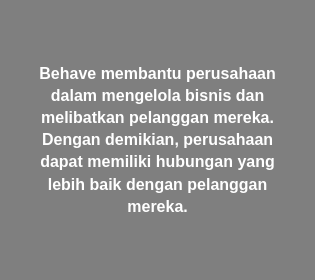 Behave membantu perusahaan
dalam mengelola bisnis dan
melibatkan pelanggan mereka.
Dengan demikian, perusahaan
dapat memiliki hubungan yang
lebih baik dengan pelanggan
mereka.